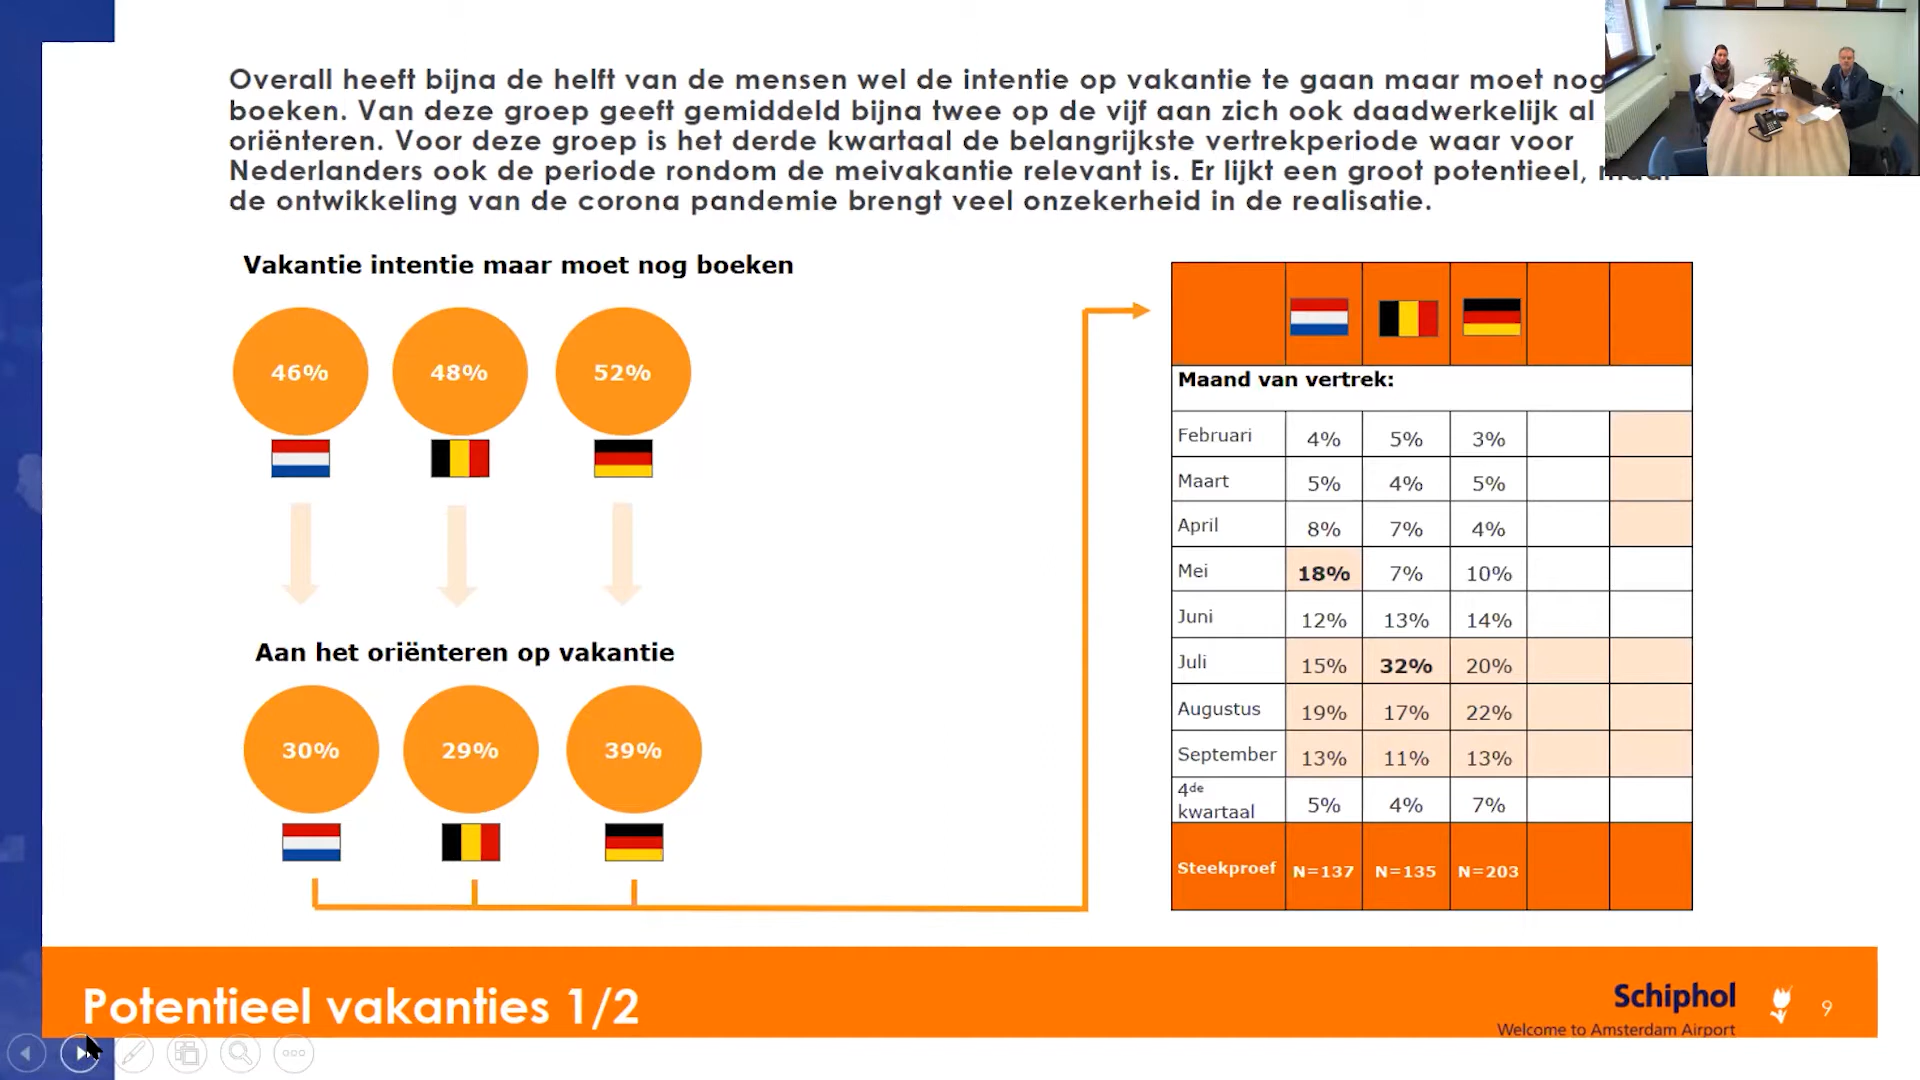 Overall heeft bijna de helft van de mensen wel de intentie op vakantie te gaan maar moet nog
boeken. Van deze groep geeft gemiddeld bijna twee op de vijf aan zich ook daadwerkelijk al
oriënteren. Voor deze groep is het derde kwartaal de belangrijkste vertrekperiode waar voor
Nederlanders ook de periode rondom de meivakantie relevant is. Er lijkt een groot potentieel,
de ontwikkeling van de corona pandemie brengt veel onzekerheid in de realisatie.
Vakantie intentie maar moet nog boeken
46% 48% 52%
Aan het oriënteren op vakantie
30% 29% 39%
Maand van vertrek:
Februari 4% 5% 3%
Maart 5% 4% 5%
April 8% 7% 4%
Mei 18% 7% 10%
Juni 12% 13% 14%
Juli 15% 32% 20%
Augustus 19% 17% 22%
September 13% 11% 13%
4de
kwartaal 5% 4% 7%
Steekproef N=137 N=135 N=203
Potentieel vakanties 1/2
Schiphol
Welcome to Amsterdam Airport
9